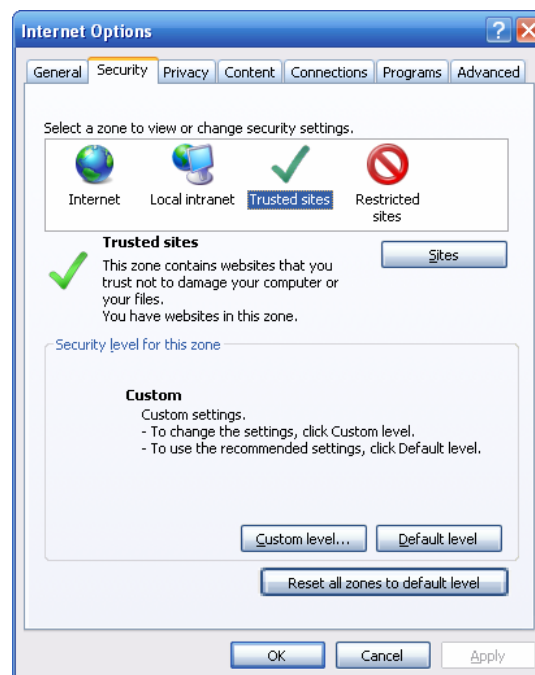 Internet Options
General Security Privacy Content Connections Programs Advanced
Select a zone to view or change security settings.
Internet Local intranet Trusted sites Restricted
sites
Trusted sites
Sites
This zone contains websites that you
trust not to damage your computer or
your files.
You have websites in this zone.
Security level for this zone
Custom
Custom settings.
- To change the settings, click Custom level.
- To use the recommended settings, click Default level.
Custom level... Default level
Reset all zones to default level
OK Cancel Apply